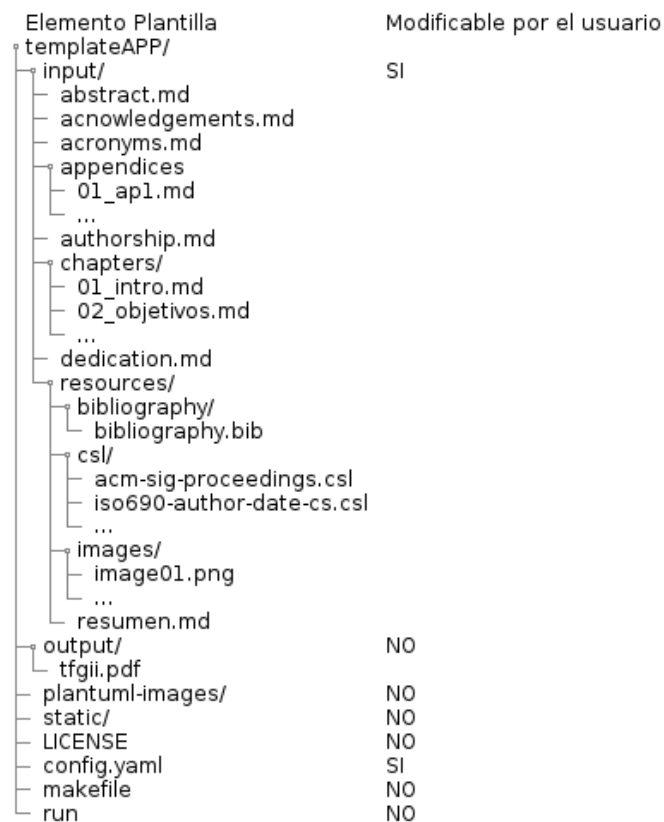 Elemento Plantilla Modificable por el usuario
templateAPP/
input/ SI
abstract.md
acnowledgements.md
acronyms.md
appendices
01_ap1.md
...
authorship.md
chapters/
01_intro.md
02_objetivos.md
...
dedication.md
resources/
bibliography/
bibliography.bib
csl/
acm-sig-proceedings.csl
iso690-author-date-cs.csl
...
images/
image01.png
...
resumen.md
output/ NO
tfgii.pdf
plantuml-images/ NO
static/ NO
LICENSE NO
config.yaml SI
makefile NO
run NO